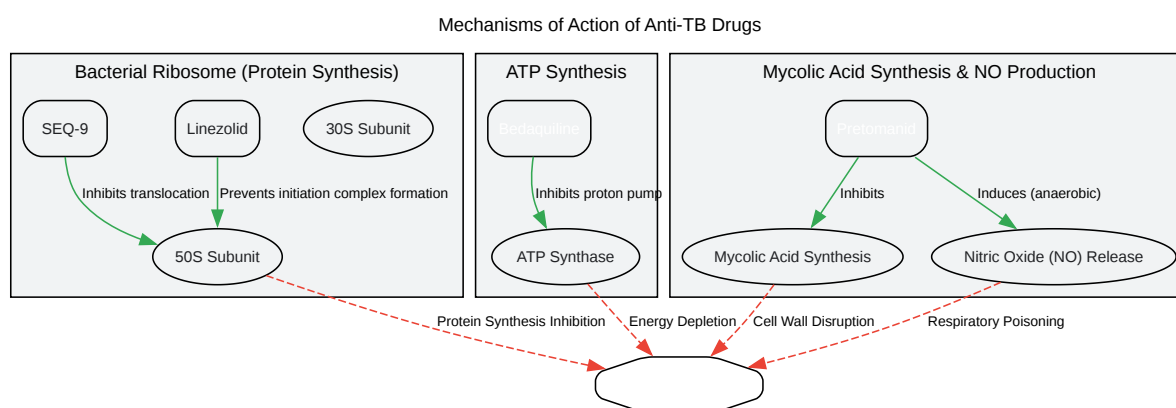 Mechanisms of Action of Anti-TB Drugs
Bacterial Ribosome (Protein Synthesis)
ATP Synthesis
Mycolic Acid Synthesis & NO Production
SEQ-9
Linezolid
30S Subunit
Bedaquiline
Pretomanid
Inhibits translocation
Prevents initiation complex formation
Inhibits proton pump
Inhibits
Induces (anaerobic)
50S Subunit
ATP Synthase
Mycolic Acid Synthesis
Nitric Oxide (NO) Release
Protein Synthesis Inhibition
Energy Depletion
Cell Wall Disruption
Respiratory Poisoning